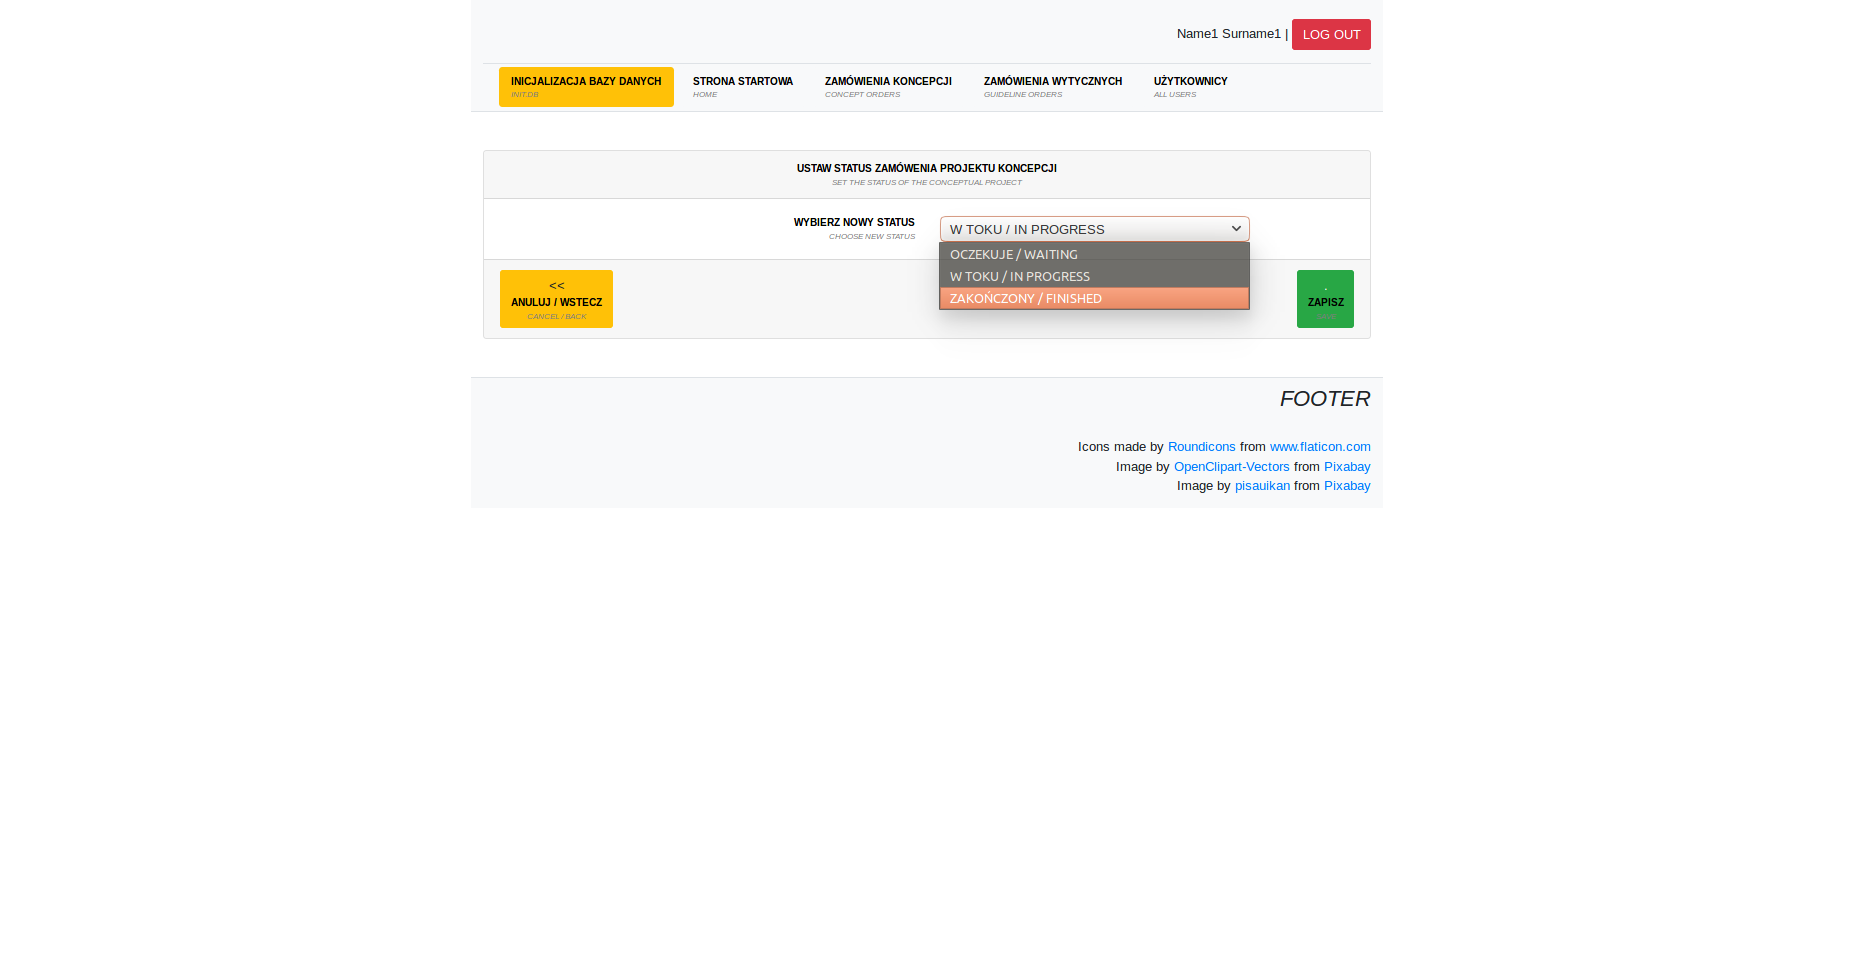 Name1 Surname1 | LOG OUT
INICJALIZACJA BAZY DANYCH STRONA STARTOWA ZAMÓWIENIA KONCEPCJI ZAMÓWIENIA WYTYCZNYCH UŻYTKOWNICY
INIT.DB HOME CONCEPT ORDERS GUIDELINE ORDERS ALL USERS
USTAW STATUS ZAMÓWENIA PROJEKTU KONCEPCJI
SET THE STATUS OF THE CONCEPTUAL PROJECT
WYBIERZ NOWY STATUS W TOKU / IN PROGRESS
CHOOSE NEW STATUS
OCZEKUJE / WAITING
W TOKU / IN PROGRESS
ZAKOŃCZONY / FINISHED
<< .
ANULUJ / WSTECZ ZAPISZ
CANCEL / BACK
FOOTER
Icons made by Roundicons from www.flaticon.com
Image by OpenClipart-Vectors from Pixabay
Image by pisauikan from Pixabay